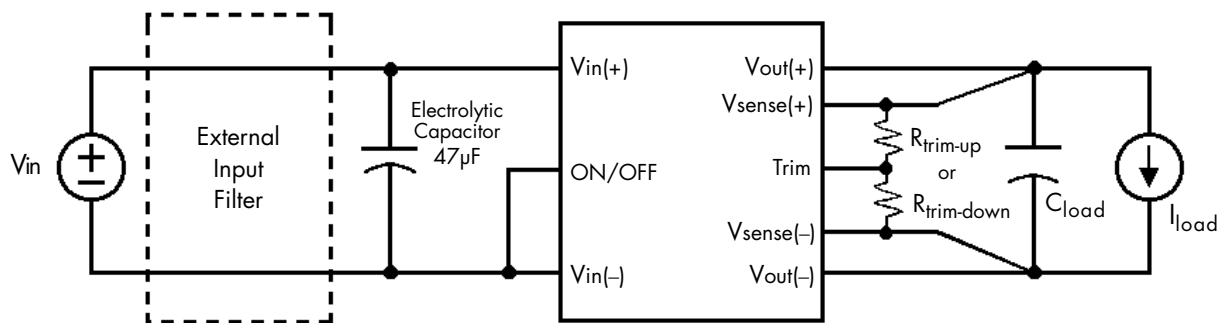 Vin
External
Input
Filter
Electrolytic
Capacitor
47µF
Vin(+)
ON/OFF
Vin(–)
Vout(+)
Vsense(+)
Trim
Vsense(–)
Vout(–)
Rtrim-up
or
Rtrim-down
Cload
Iload